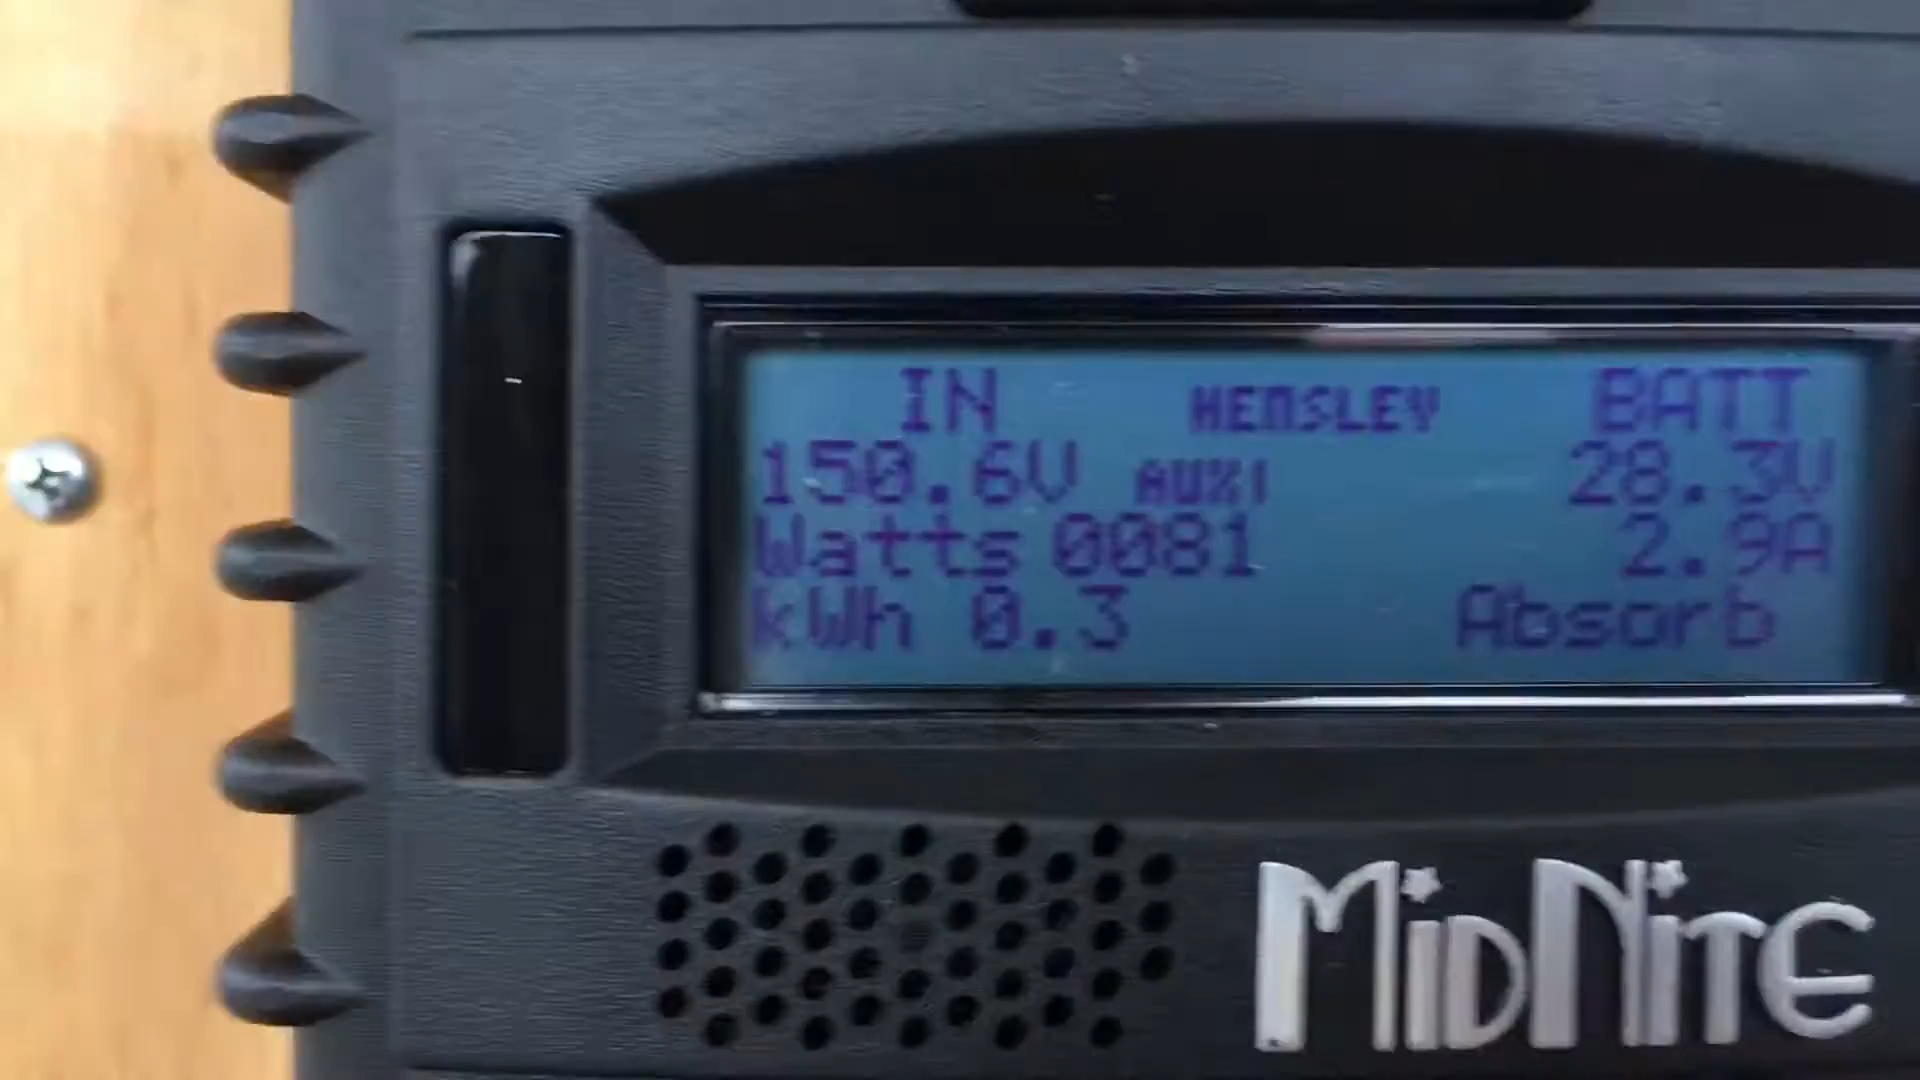 IN HEMSLEY BATT
150.6V AUX1 28.3V
Watts 0081 2.9A
kWh 0.3 Absorb
MidNite